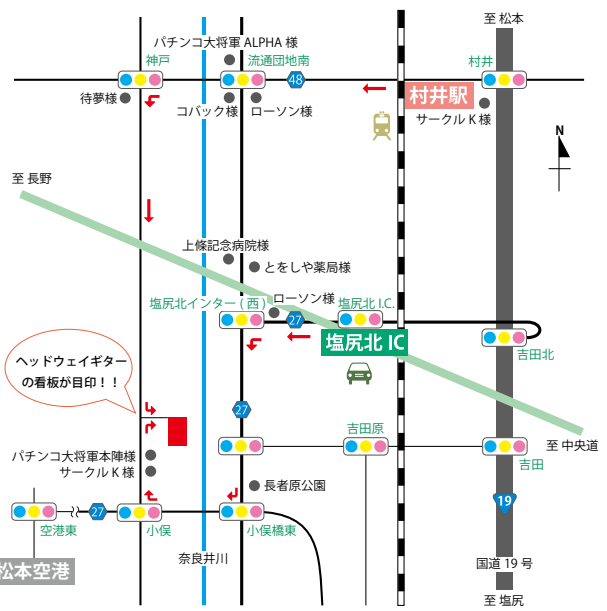 至 松本
パチンコ大将軍 ALPHA 様
神戸
流通団地南
村井
48
待夢様
コバック様
ローソン様
村井駅
サークル K 様
N
至 長野
上條記念病院様
とをしや薬局様
塩尻北インター ( 西 )
ローソン様
塩尻北 I.C.
27
塩尻北 IC
吉田北
ヘッドウェイギター
の看板が目印！！
27
吉田原
至 中央道
パチンコ大将軍本陣様
サークル K 様
吉田
長者原公園
19
27
空港東
小俣
小俣橋東
奈良井川
国道 19 号
松本空港
至 塩尻